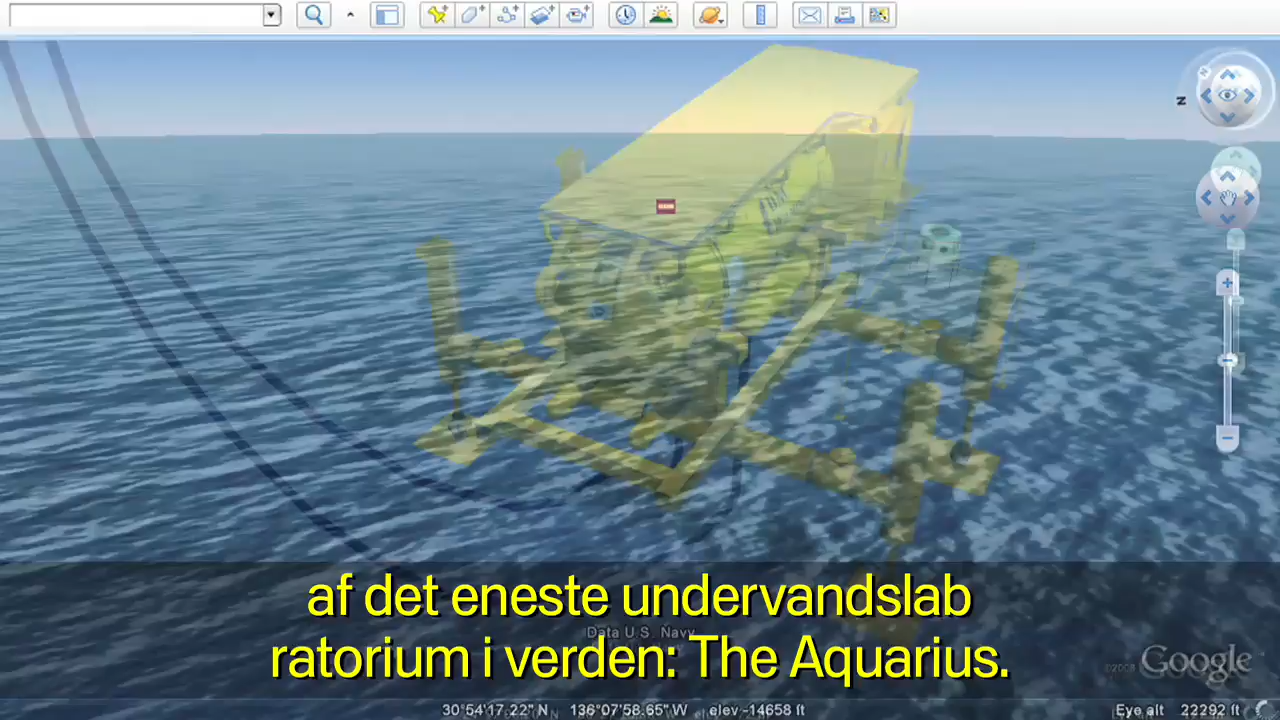 af det eneste undervandslab
Data U.S. Navy
ratorium i verden: The Aquarius.
Google
30°54'17.22" N 136°07'58.65" W elev -14658 ft
Eye alt 22292 ft